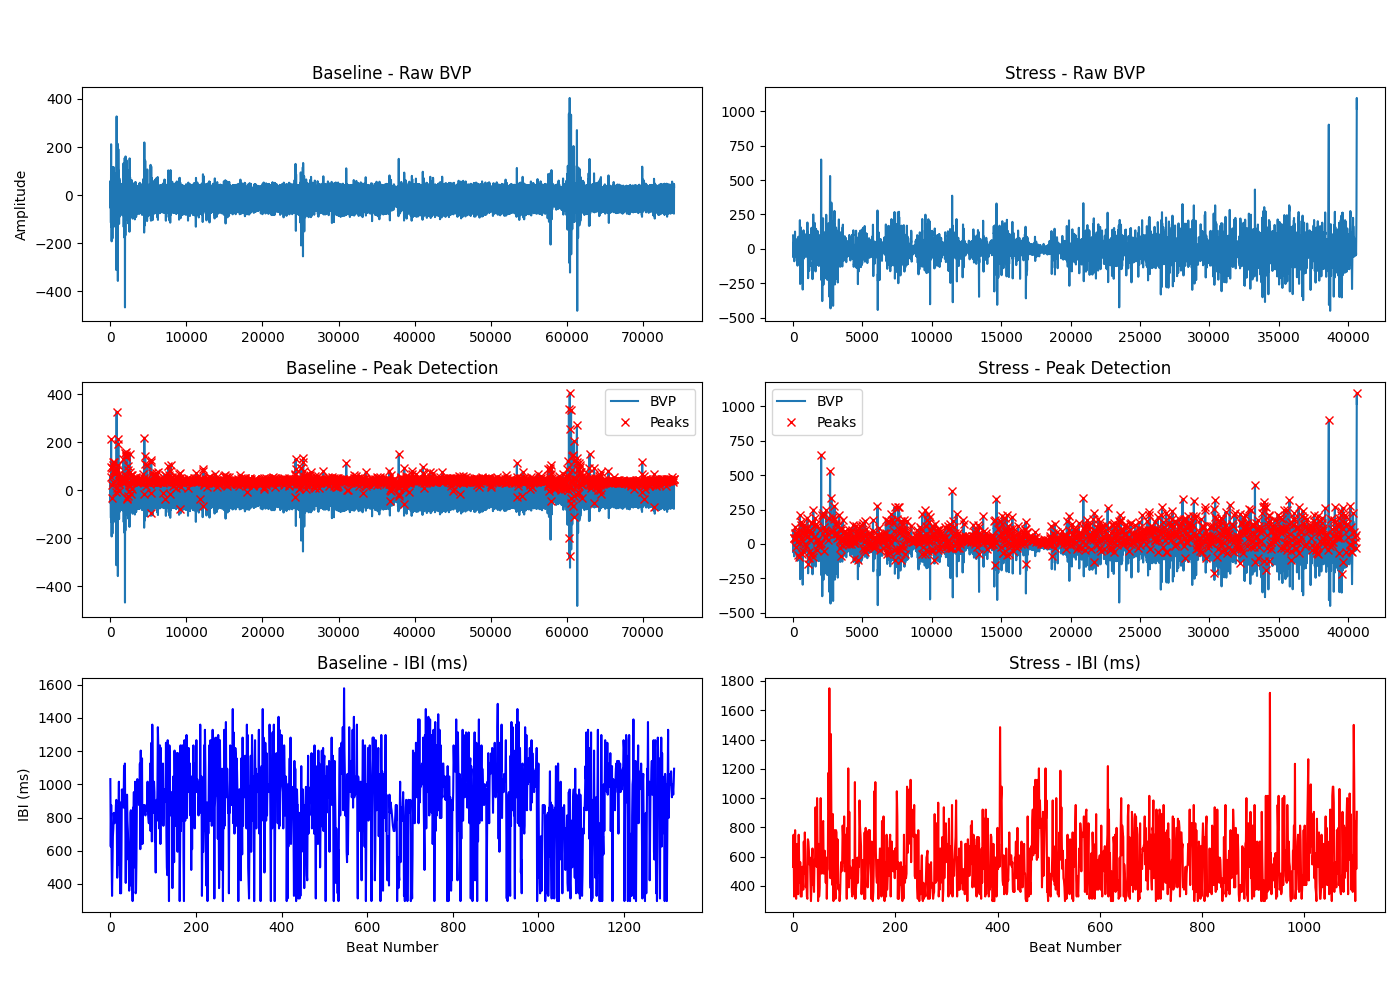 Baseline - Raw BVP
Amplitude
400
200
0
−200
−400
0 10000 20000 30000 40000 50000 60000 70000
Stress - Raw BVP
1000
750
500
250
0
−250
−500
0 5000 10000 15000 20000 25000 30000 35000 40000
Baseline - Peak Detection
400
200
0
−200
−400
BVP
Peaks
0 10000 20000 30000 40000 50000 60000 70000
Stress - Peak Detection
1000
750
500
250
0
−250
−500
BVP
Peaks
0 5000 10000 15000 20000 25000 30000 35000 40000
Baseline - IBI (ms)
IBI (ms)
1600
1400
1200
1000
800
600
400
0 200 400 600 800 1000 1200
Beat Number
Stress - IBI (ms)
1800
1600
1400
1200
1000
800
600
400
0 200 400 600 800 1000
Beat Number